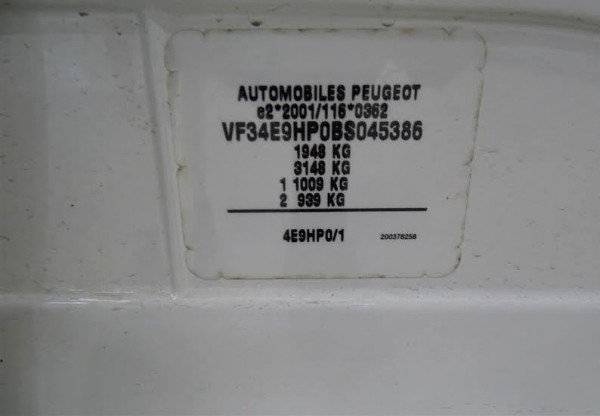 AUTOMOBILES PEUGEOT
e2*2001/116*0362
VF34E9HP0BS045386
1948 KG
3148 KG
1 1009 KG
2 939 KG
4E9HP0/1 200378258